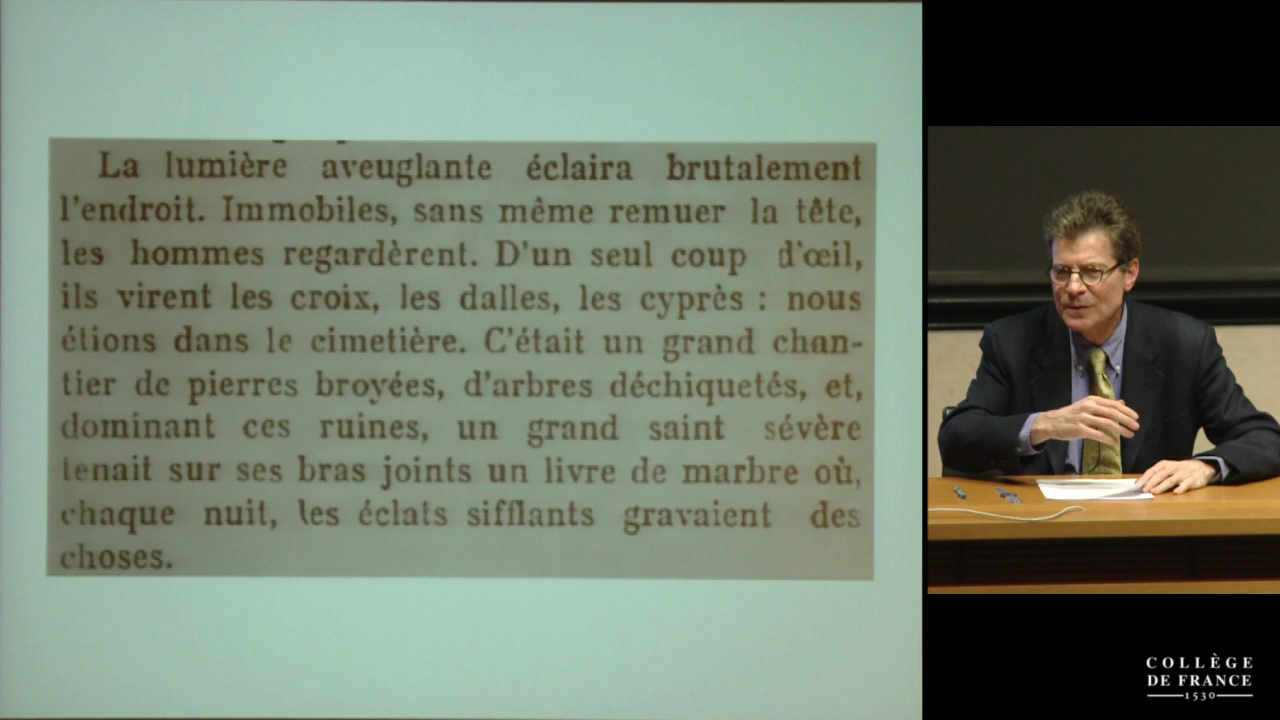 La lumière aveuglante éclaira brutalement
l'endroit. Immobiles, sans même remuer la tête,
les hommes regardèrent. D'un seul coup d'œil,
ils virent les croix, les dalles, les cyprès : nous
étions dans le cimetière. C'était un grand chan-
tier de pierres broyées, d'arbres déchiquetés, et,
dominant ces ruines, un grand saint sévère
tenait sur ses bras joints un livre de marbre où,
chaque nuit, les éclats sifflants gravaient des
choses.
COLLÈGE
DE FRANCE
1530